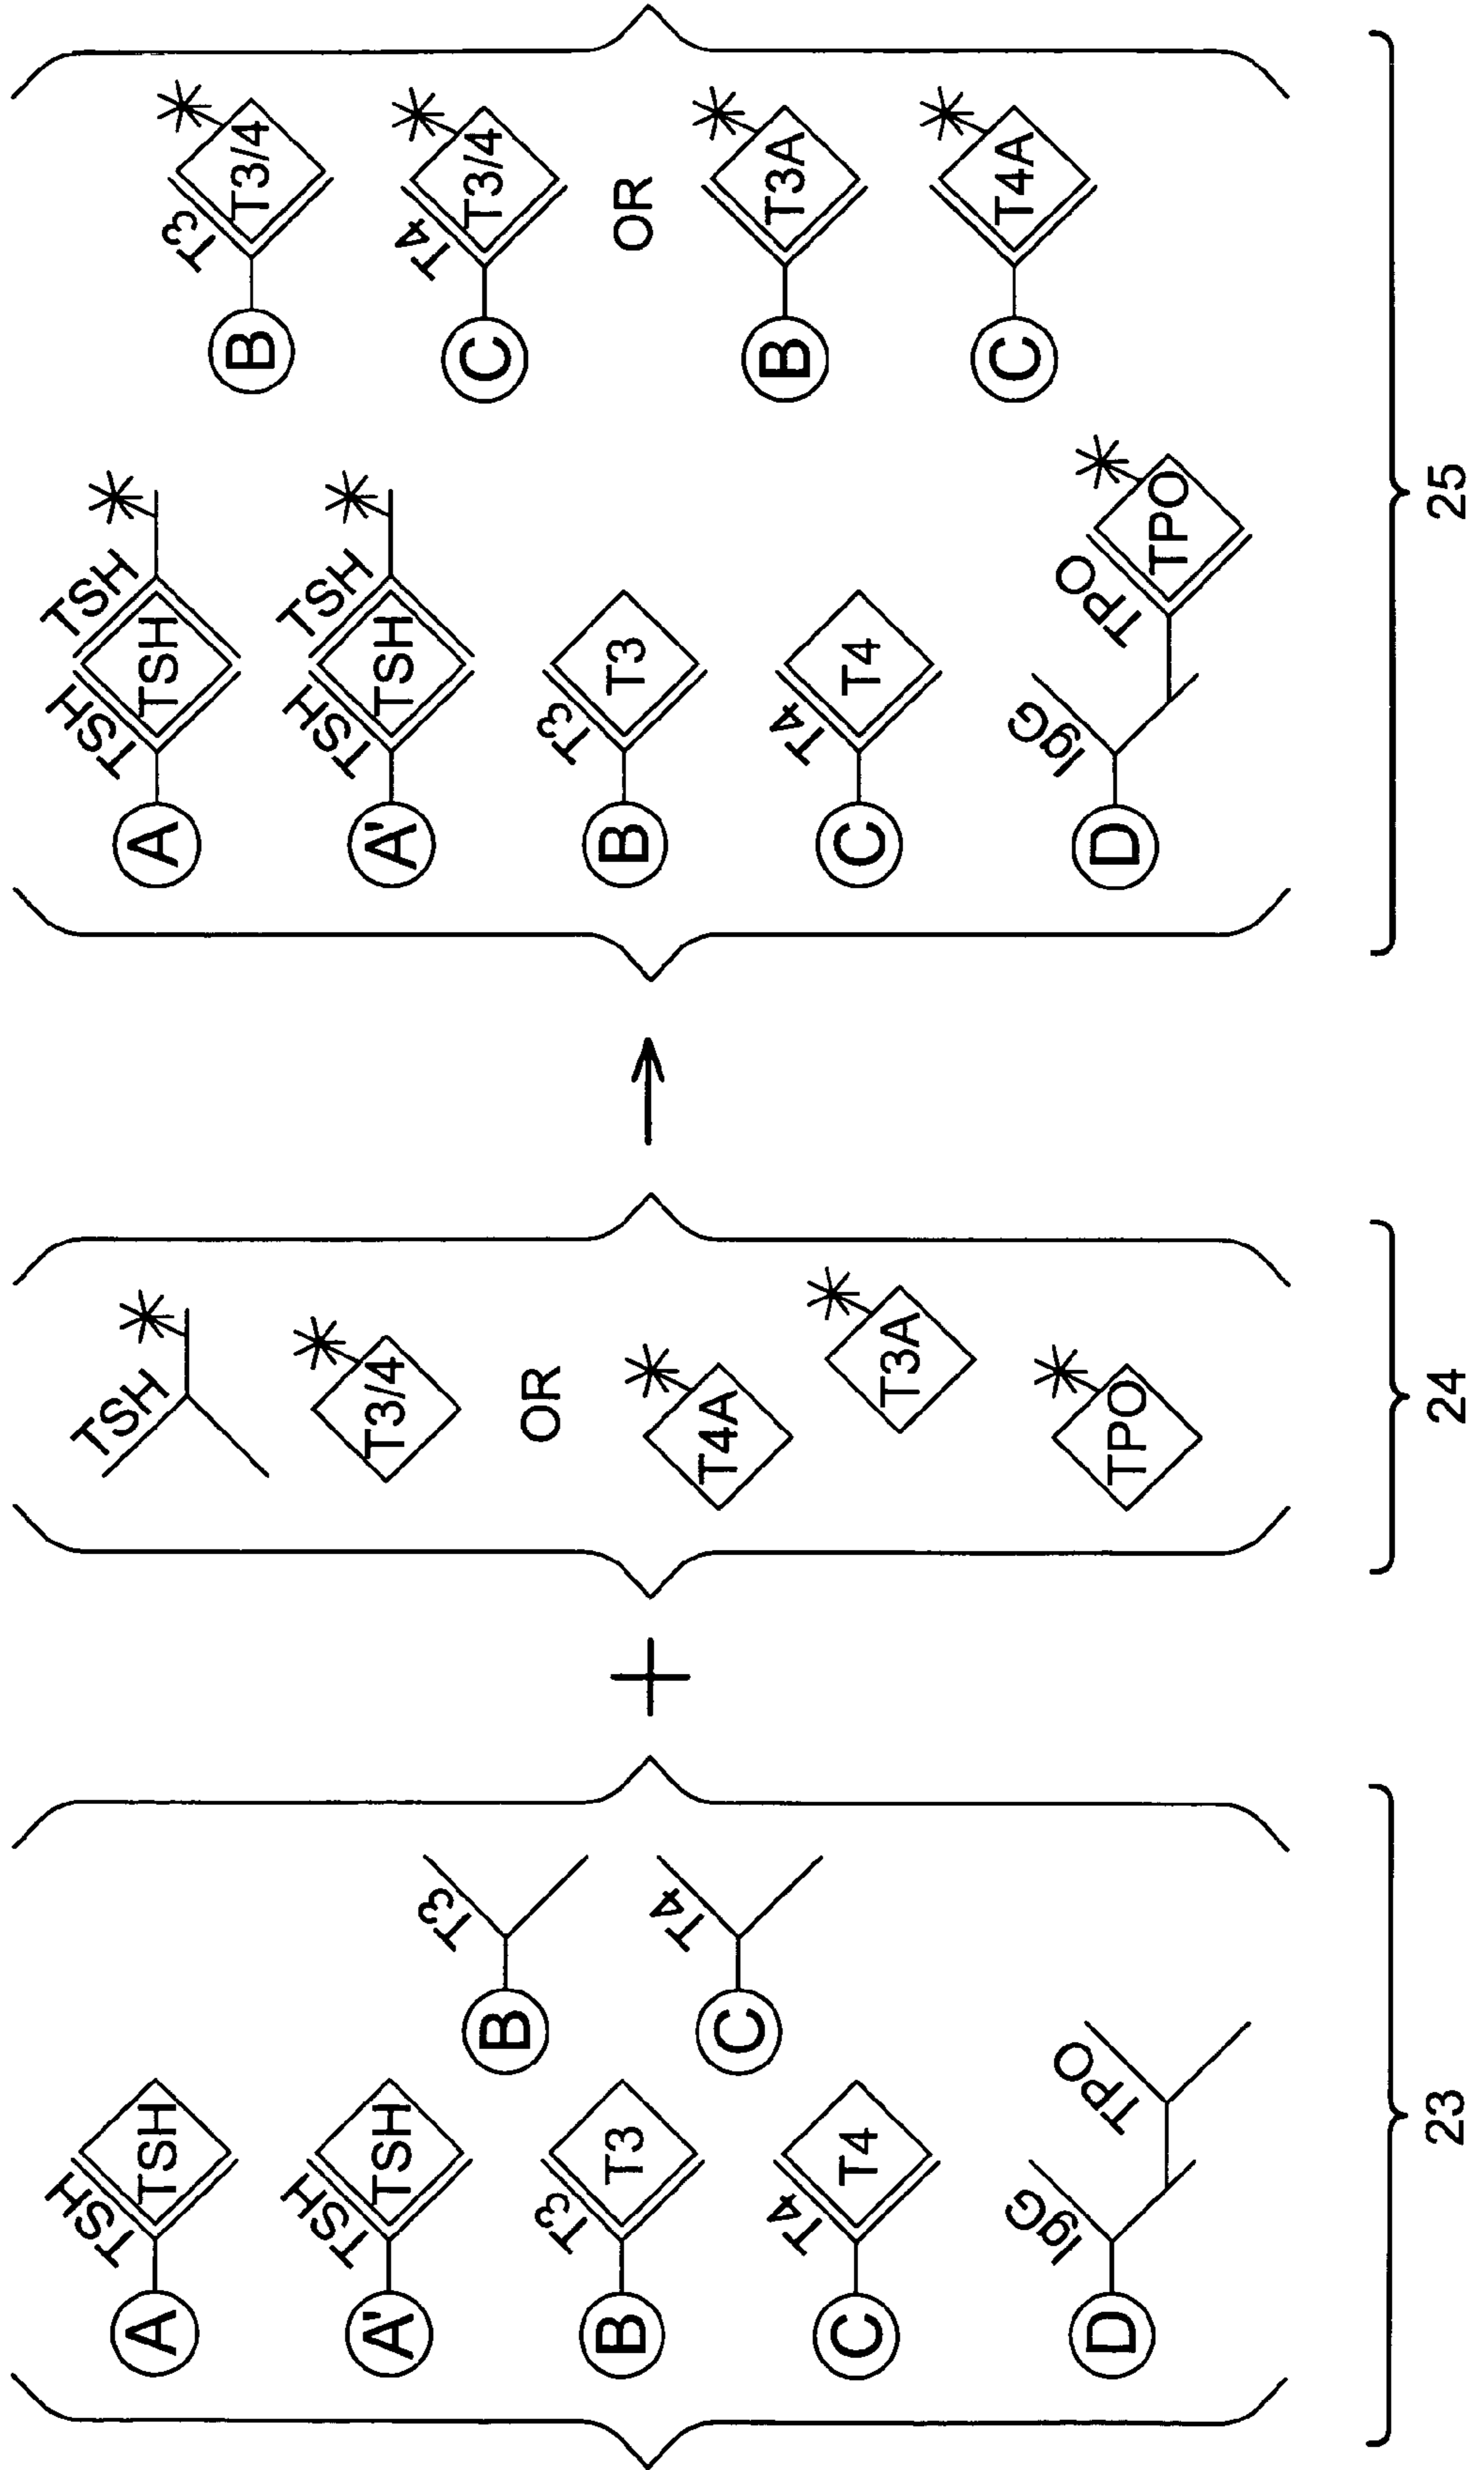 A TSH TSH
A' TSH TSH
B T3 T3
B T3
C T4
C T4 T4
D IgG TPO
23
+
TSH
T3/4
OR
T4A
T3A
TPO
24
A TSH TSH TSH
A' TSH TSH TSH
B T3 T3
C T4 T4
D IgG TPO TPO
B T3 T3/4
C T4 T3/4
OR
B T3A
C T4A
25